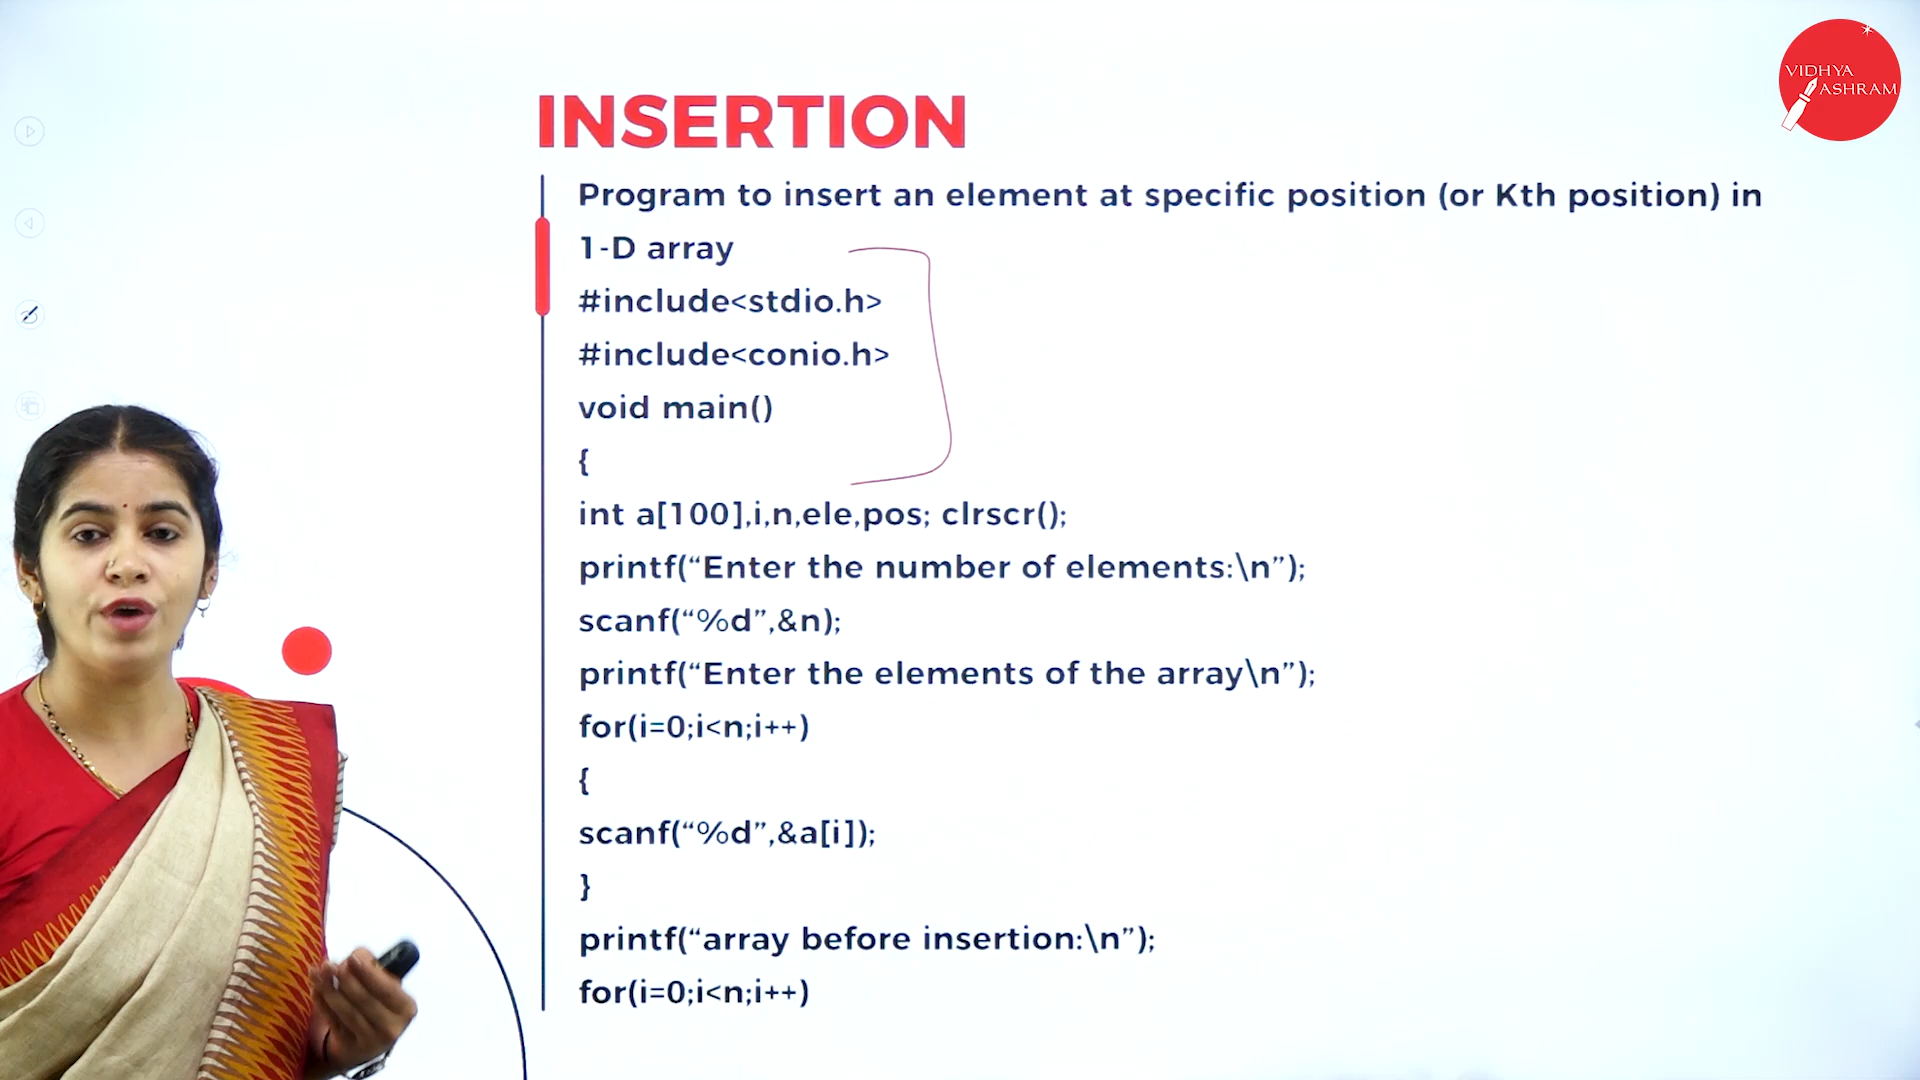 VIDHYA
ASHRAM
INSERTION
Program to insert an element at specific position (or Kth position) in
1-D array
#include<stdio.h>
#include<conio.h>
void main()
{
int a[100],i,n,ele,pos; clrscr();
printf(“Enter the number of elements:\n”);
scanf(“%d”,&n);
printf(“Enter the elements of the array\n”);
for(i=0;i<n;i++)
{
scanf(“%d”,&a[i]);
}
printf(“array before insertion:\n”);
for(i=0;i<n;i++)